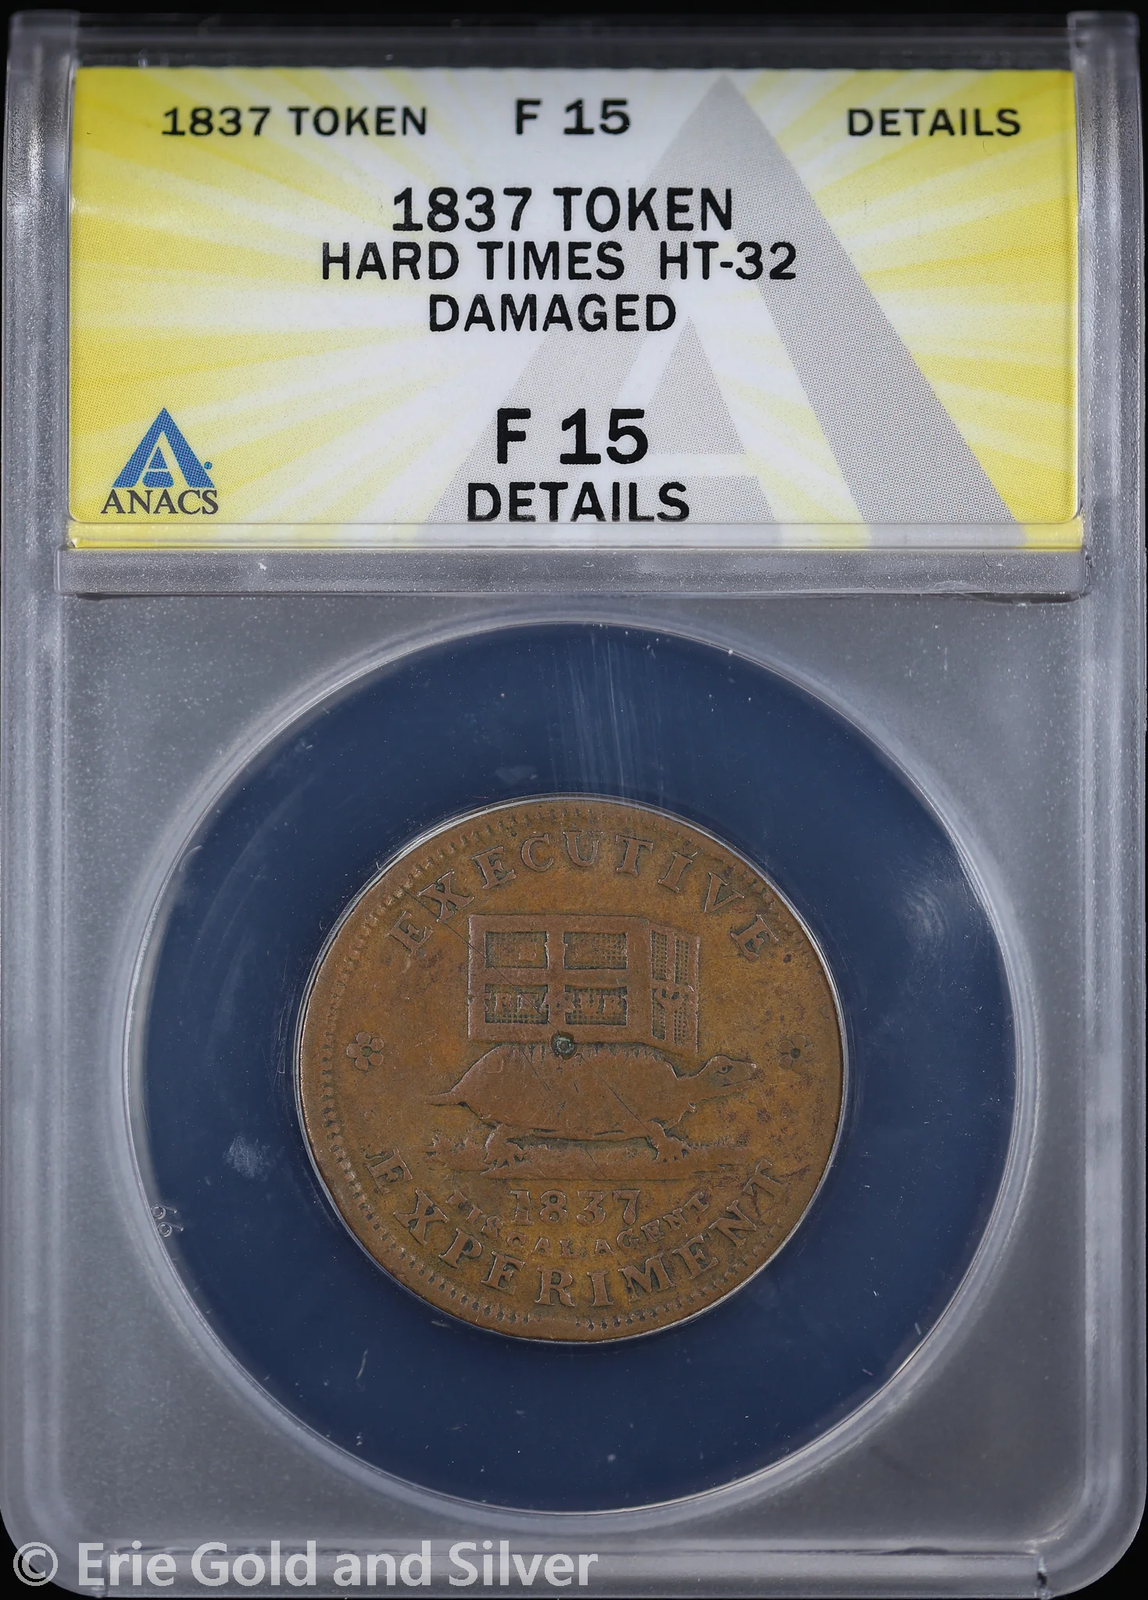 1837 TOKEN F 15 DETAILS
1837 TOKEN
HARD TIMES HT-32
DAMAGED
F 15
DETAILS
ANACS
EXECUTIVE
1837
FISCAL AGENT
EXPERIMENT
© Erie Gold and Silver